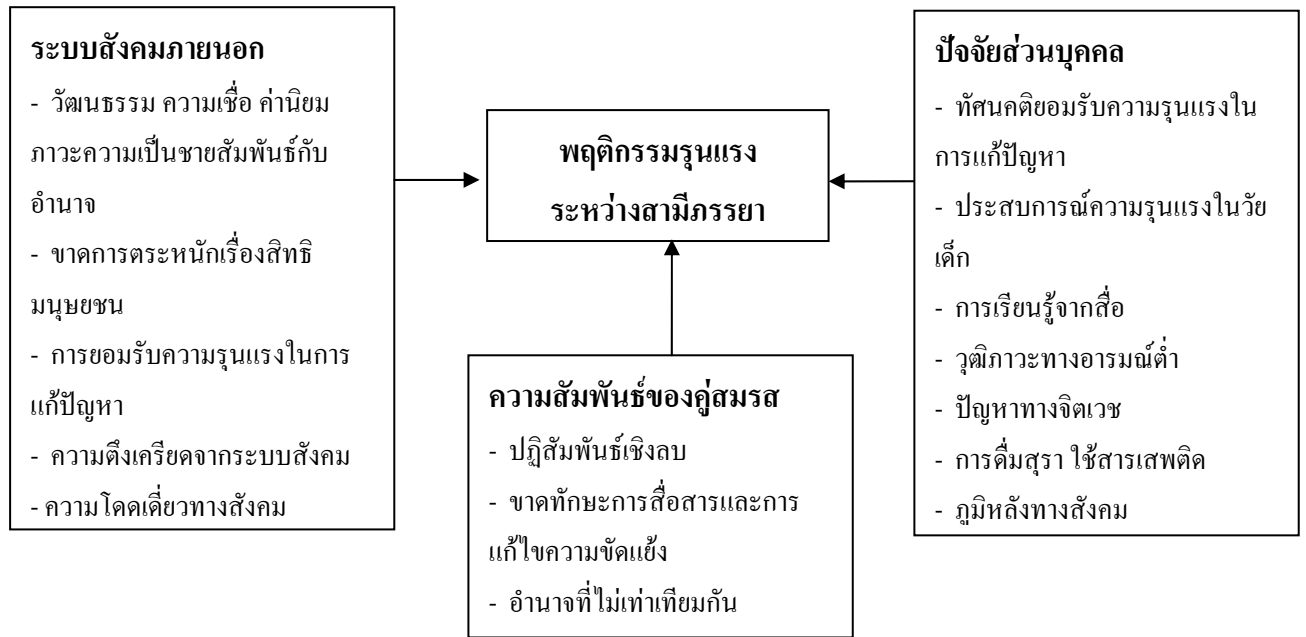 ระบบสังคมภายนอก
- วัฒนธรรม ความเชื่อ ค่านิยม
ภาวะความเป็นชายสัมพันธ์กับ
อำนาจ
- ขาดการตระหนักเรื่องสิทธิ
มนุษยชน
- การยอมรับความรุนแรงในการ
แก้ปัญหา
- ความตึงเครียดจากระบบสังคม
- ความโดดเดี่ยวทางสังคม
พฤติกรรมรุนแรง
ระหว่างสามีภรรยา
ความสัมพันธ์ของคู่สมรส
- ปฏิสัมพันธ์เชิงลบ
- ขาดทักษะการสื่อสารและการ
แก้ไขความขัดแย้ง
- อำนาจที่ไม่เท่าเทียมกัน
ปัจจัยส่วนบุคคล
- ทัศนคติยอมรับความรุนแรงใน
การแก้ปัญหา
- ประสบการณ์ความรุนแรงในวัย
เด็ก
- การเรียนรู้จากสื่อ
- วุฒิภาวะทางอารมณ์ต่ำ
- ปัญหาทางจิตเวช
- การดื่มสุรา ใช้สารเสพติด
- ภูมิหลังทางสังคม